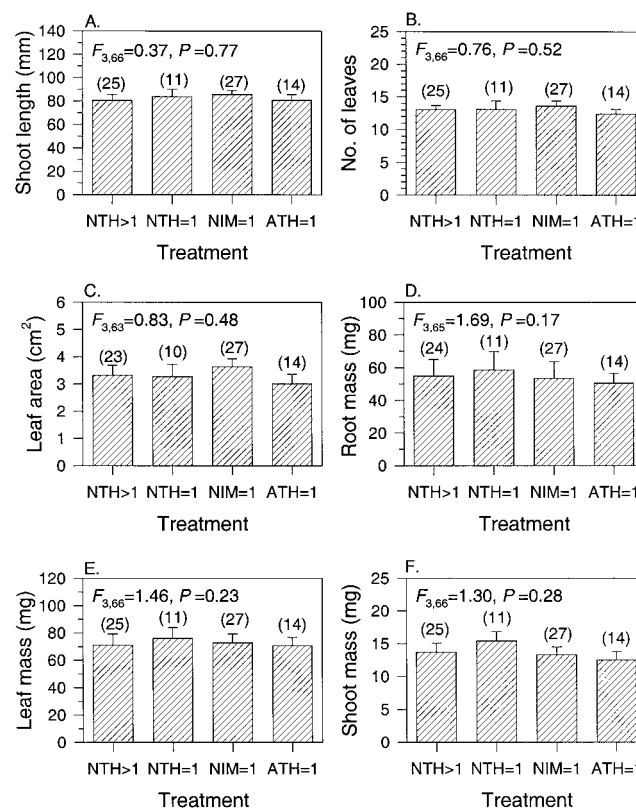 A.
F3,66=0.37, P=0.77
Shoot length (mm)
140
120
100
80
60
40
20
0
(25) (11) (27) (14)
NTH>1 NTH=1 NIM=1 ATH=1
Treatment
B.
F3,66=0.76, P=0.52
No. of leaves
25
20
15
10
5
0
(25) (11) (27) (14)
NTH>1 NTH=1 NIM=1 ATH=1
Treatment
C.
F3,63=0.83, P=0.48
Leaf area (cm2)
6
5
4
3
2
1
0
(23) (10) (27) (14)
NTH>1 NTH=1 NIM=1 ATH=1
Treatment
D.
F3,65=1.69, P=0.17
Root mass (mg)
100
80
60
40
20
0
(24) (11) (27) (14)
NTH>1 NTH=1 NIM=1 ATH=1
Treatment
E.
F3,66=1.46, P=0.23
Leaf mass (mg)
120
100
80
60
40
20
0
(25) (11) (27) (14)
NTH>1 NTH=1 NIM=1 ATH=1
Treatment
F.
F3,66=1.30, P=0.28
Shoot mass (mg)
25
20
15
10
5
0
(25) (11) (27) (14)
NTH>1 NTH=1 NIM=1 ATH=1
Treatment